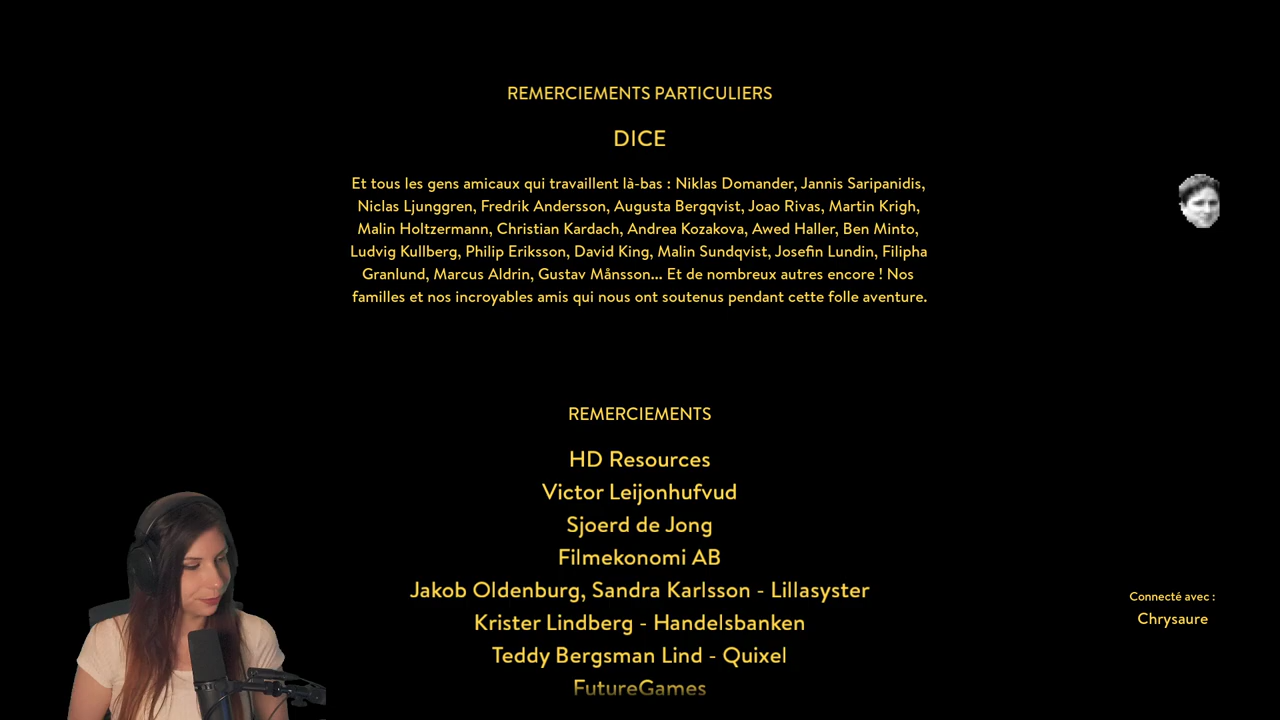 REMERCIEMENTS PARTICULIERS
DICE
Et tous les gens amicaux qui travaillent là-bas : Niklas Domander, Jannis Saripanidis,
Niclas Ljunggren, Fredrik Andersson, Augusta Bergqvist, Joao Rivas, Martin Krigh,
Malin Holtzermann, Christian Kardach, Andrea Kozakova, Awed Haller, Ben Minto,
Ludvig Kullberg, Philip Eriksson, David King, Malin Sundqvist, Josefin Lundin, Filipha
Granlund, Marcus Aldrin, Gustav Månsson... Et de nombreux autres encore ! Nos
familles et nos incroyables amis qui nous ont soutenus pendant cette folle aventure.
REMERCIEMENTS
HD Resources
Victor Leijonhufvud
Sjoerd de Jong
Filmekonomi AB
Jakob Oldenburg, Sandra Karlsson - Lillasyster
Krister Lindberg - Handelsbanken
Teddy Bergsman Lind - Quixel
FutureGames
Connecté avec :
Chrysaure